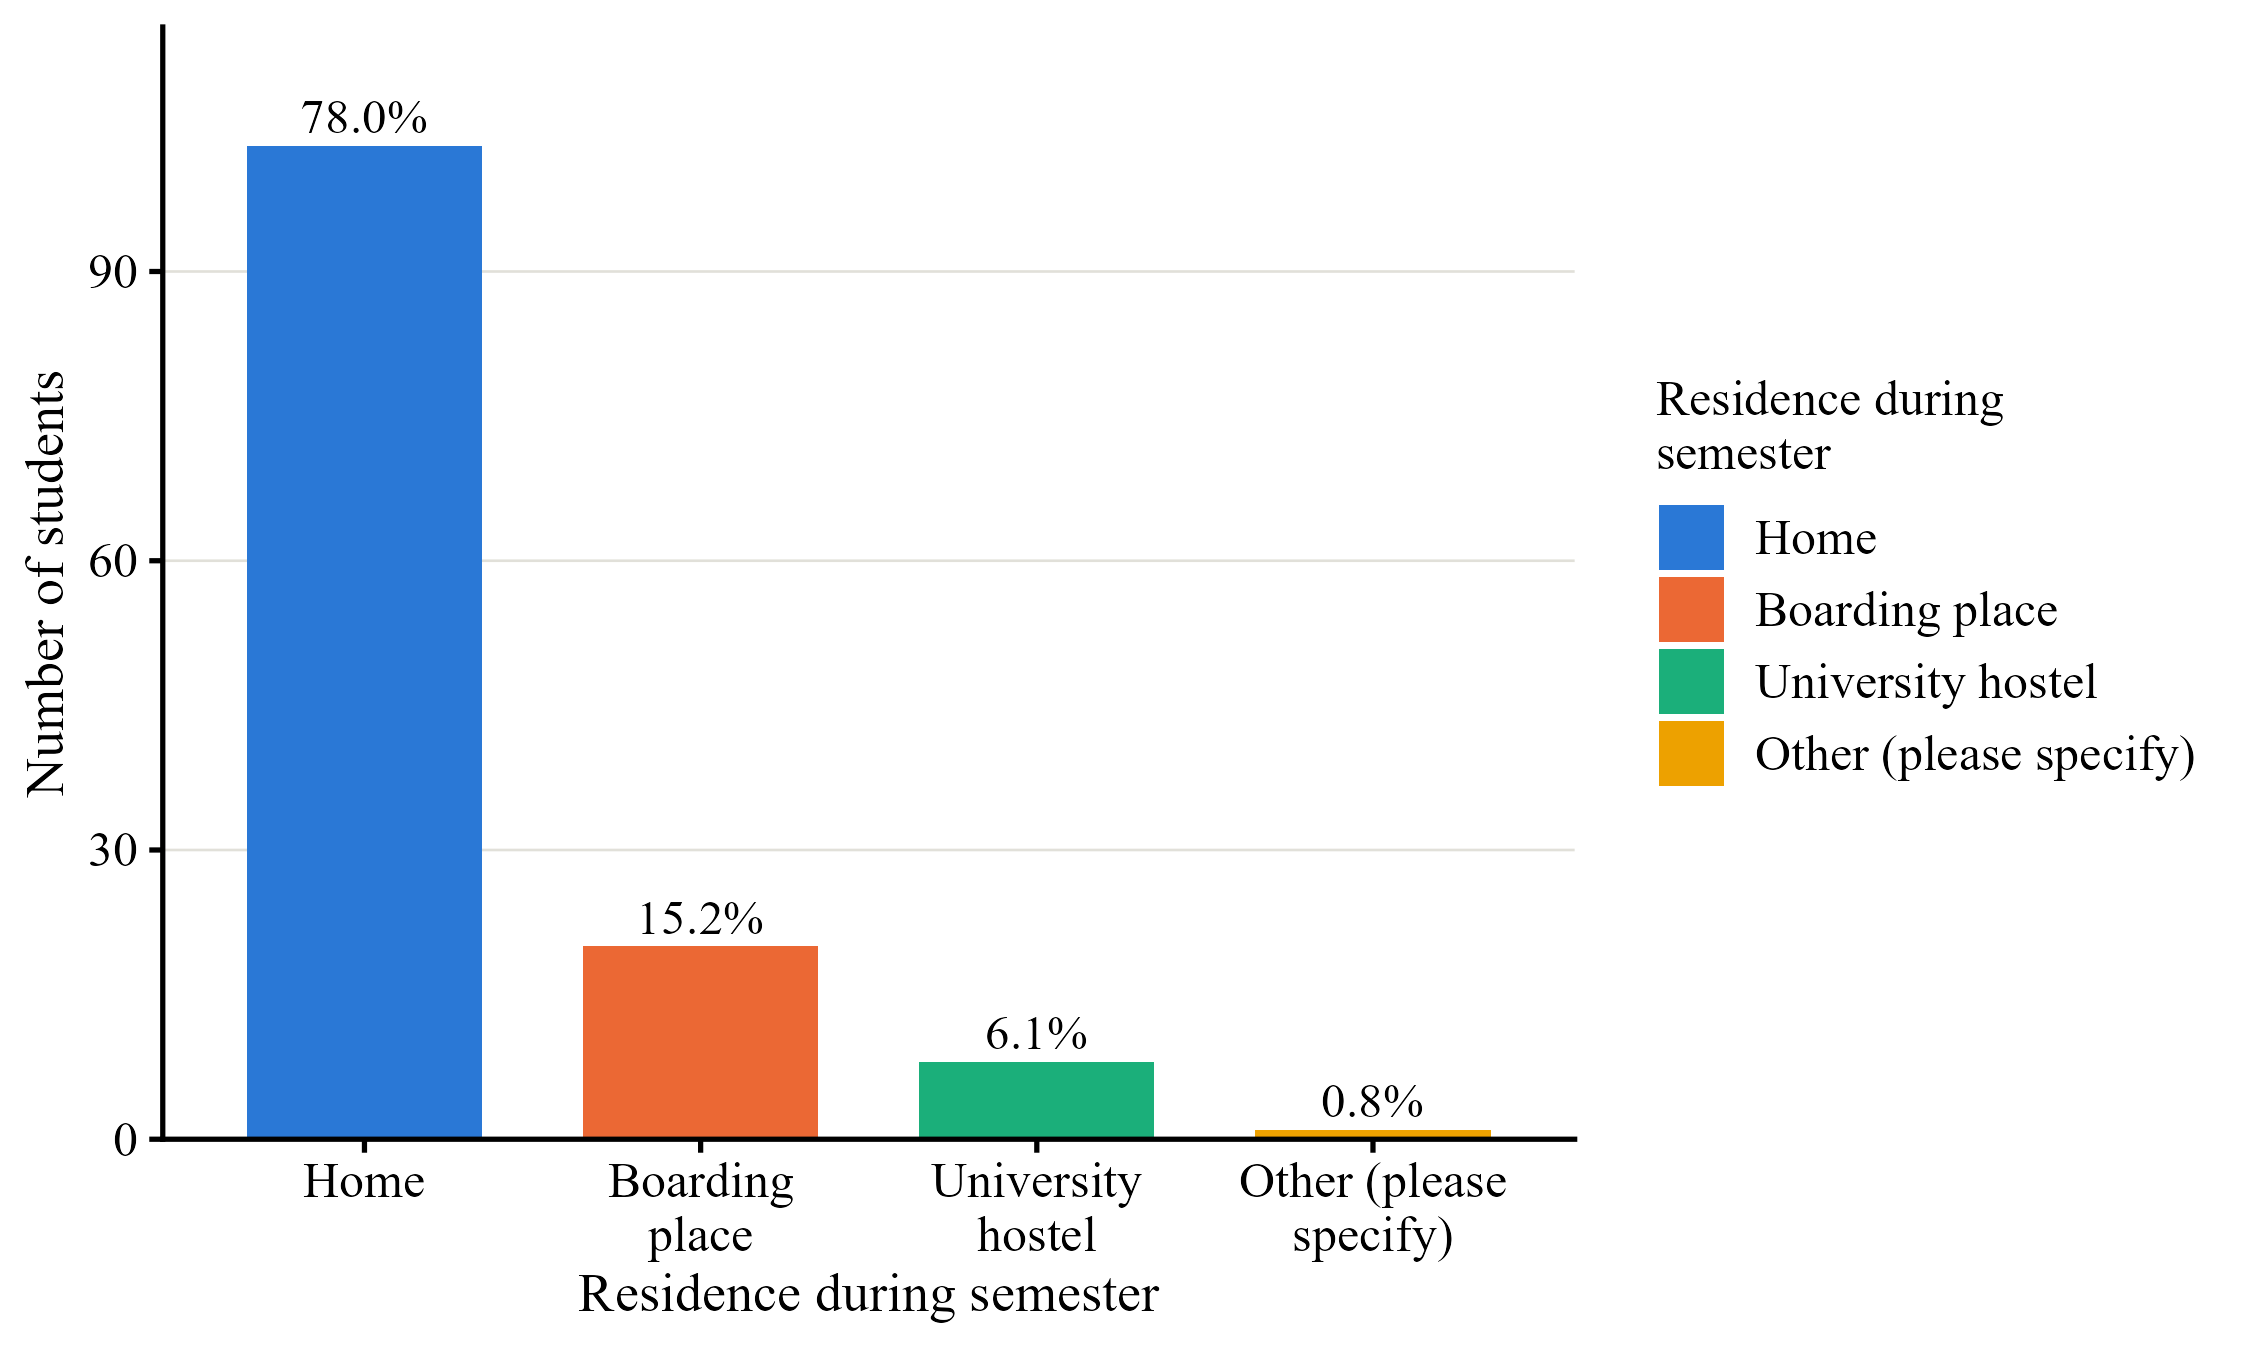 78.0%
90
60
30
0
15.2%
6.1%
0.8%
Number of students
Home
Boarding
place
University
hostel
Other (please
specify)
Residence during semester
Residence during
semester
Home
Boarding place
University hostel
Other (please specify)